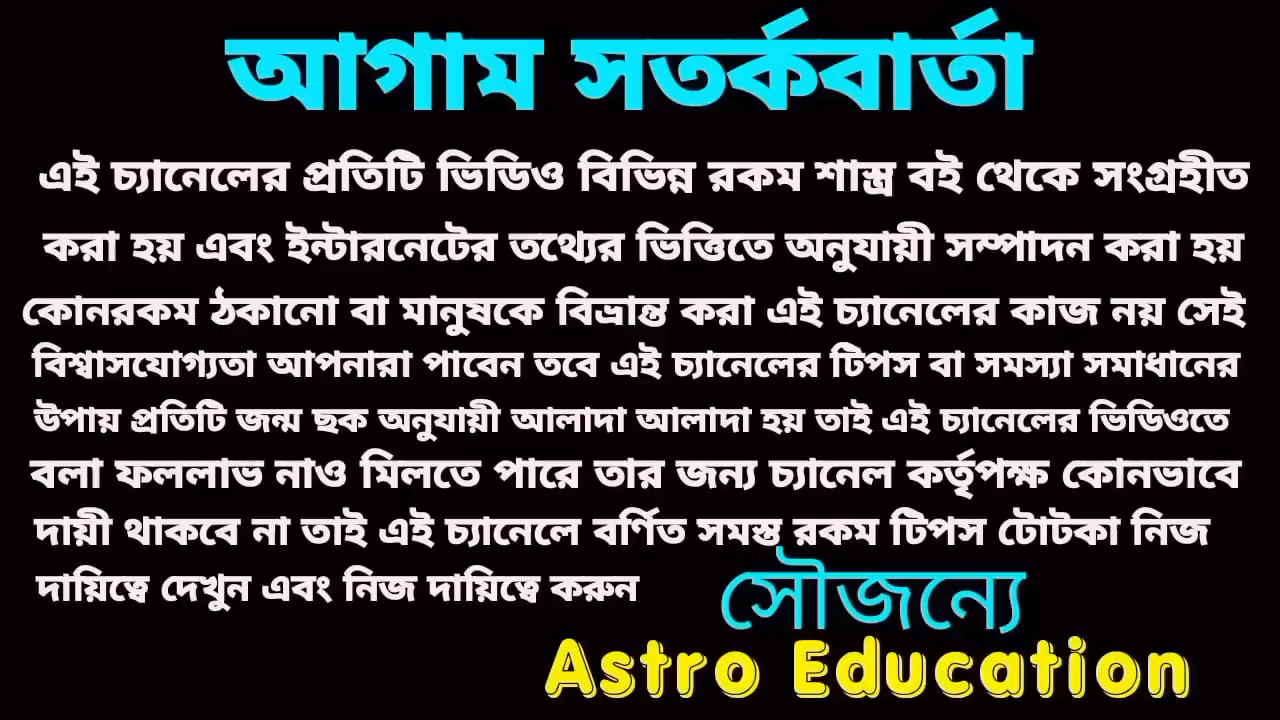 আগাম সতর্কবার্তা
এই চ্যানেলের প্রতিটি ভিডিও বিভিন্ন রকম শাস্ত্র বই থেকে সংগ্রহীত
করা হয় এবং ইন্টারনেটের তথ্যের ভিত্তিতে অনুযায়ী সম্পাদন করা হয়
কোনরকম ঠকানো বা মানুষকে বিভ্রান্ত করা এই চ্যানেলের কাজ নয় সেই
বিশ্বাসযোগ্যতা আপনারা পাবেন তবে এই চ্যানেলের টিপস বা সমস্যা সমাধানের
উপায় প্রতিটি জন্ম ছক অনুযায়ী আলাদা আলাদা হয় তাই এই চ্যানেলের ভিডিওতে
বলা ফললাভ নাও মিলতে পারে তার জন্য চ্যানেল কর্তৃপক্ষ কোনভাবে
দায়ী থাকবে না তাই এই চ্যানেলে বর্ণিত সমস্ত রকম টিপস টোটকা নিজ
দায়িত্বে দেখুন এবং নিজ দায়িত্বে করুন
সৌজন্যে
Astro Education